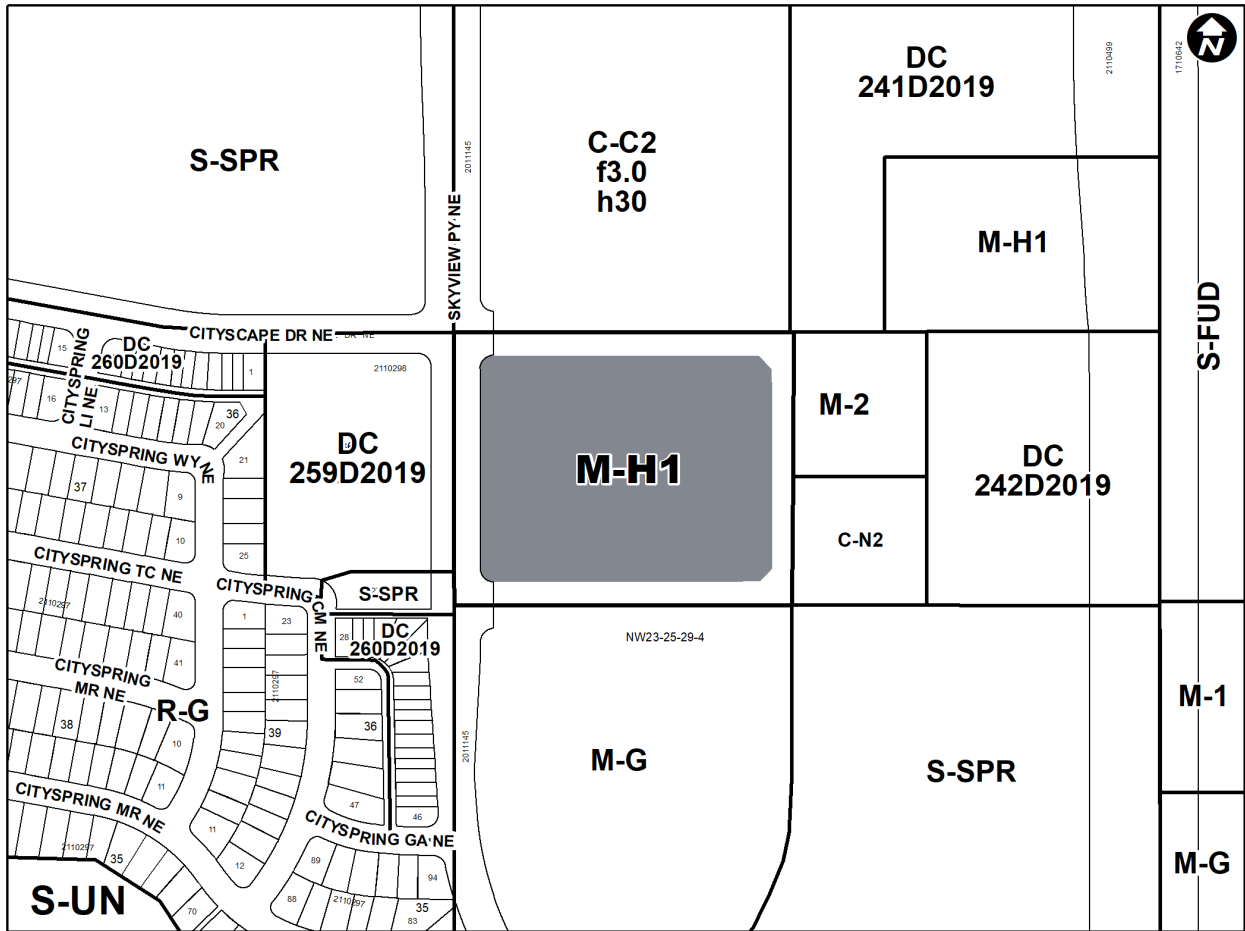 N
DC
241D2019
2110499
1710642
S-SPR
C-C2
f3.0
h30
2011145
SKYVIEW PY NE
M-H1
S-FUD
CITYSCAPE DR NE
DR NE
15
CITYSPRING
LI NE
DC
260D2019
1
2110298
16
13
36
20
M-2
CITYSPRING WY NE
21
DC
259D2019
M-H1
DC
242D2019
37
9
10
25
C-N2
CITYSPRING TC NE
CITYSPRING
CM NE
S-SPR
2110297
40
1
23
28
DC
260D2019
NW23-25-29-4
41
CITYSPRING
MR NE
52
2110297
R-G
M-1
38
39
36
10
2011145
M-G
S-SPR
11
CITYSPRING MR NE
47
46
11
CITYSPRING GA NE
2110297
35
12
89
94
M-G
S-UN
70
88
2110297
35
83